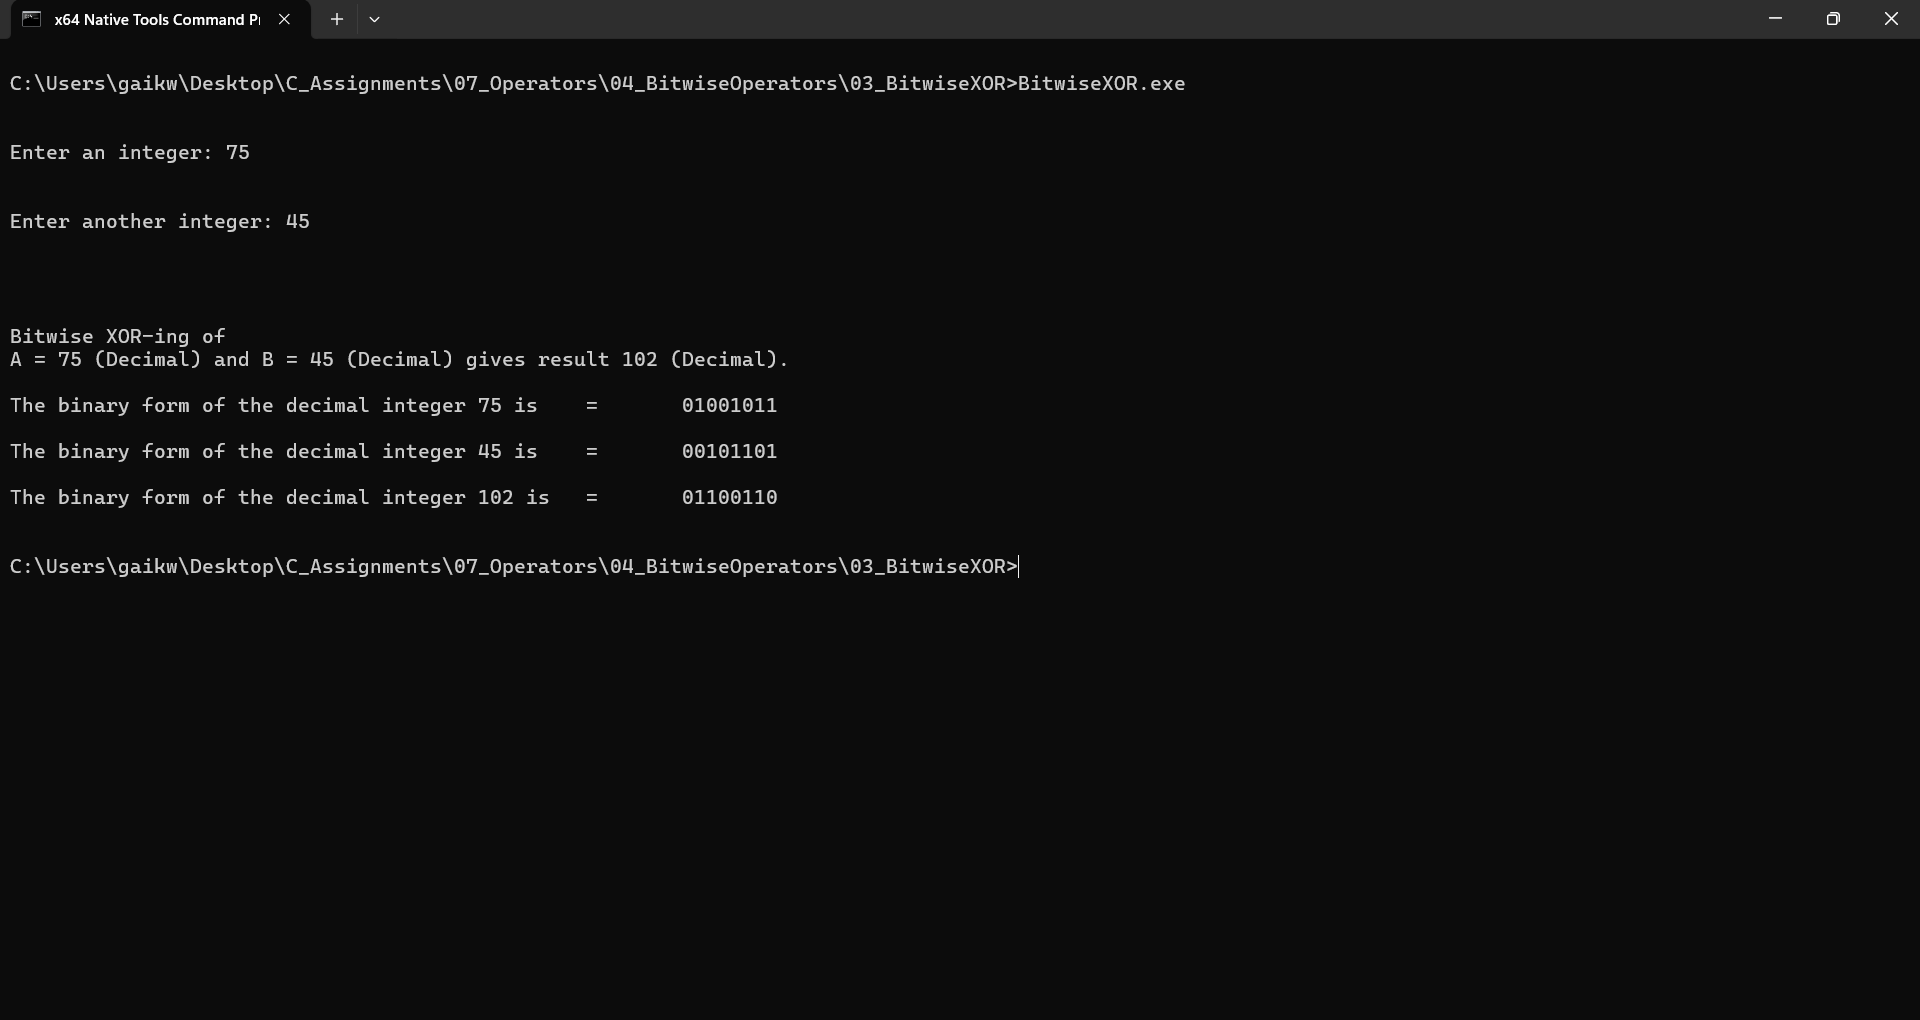 x64 Native Tools Command P
C:\Users\gaikw\Desktop\C_Assignments\07_Operators\04_BitwiseOperators\03_BitwiseXOR>BitwiseXOR.exe
Enter an integer: 75
Enter another integer: 45
Bitwise XOR-ing of
A = 75 (Decimal) and B = 45 (Decimal) gives result 102 (Decimal).
The binary form of the decimal integer 75 is    =       01001011
The binary form of the decimal integer 45 is    =       00101101
The binary form of the decimal integer 102 is   =       01100110
C:\Users\gaikw\Desktop\C_Assignments\07_Operators\04_BitwiseOperators\03_BitwiseXOR>